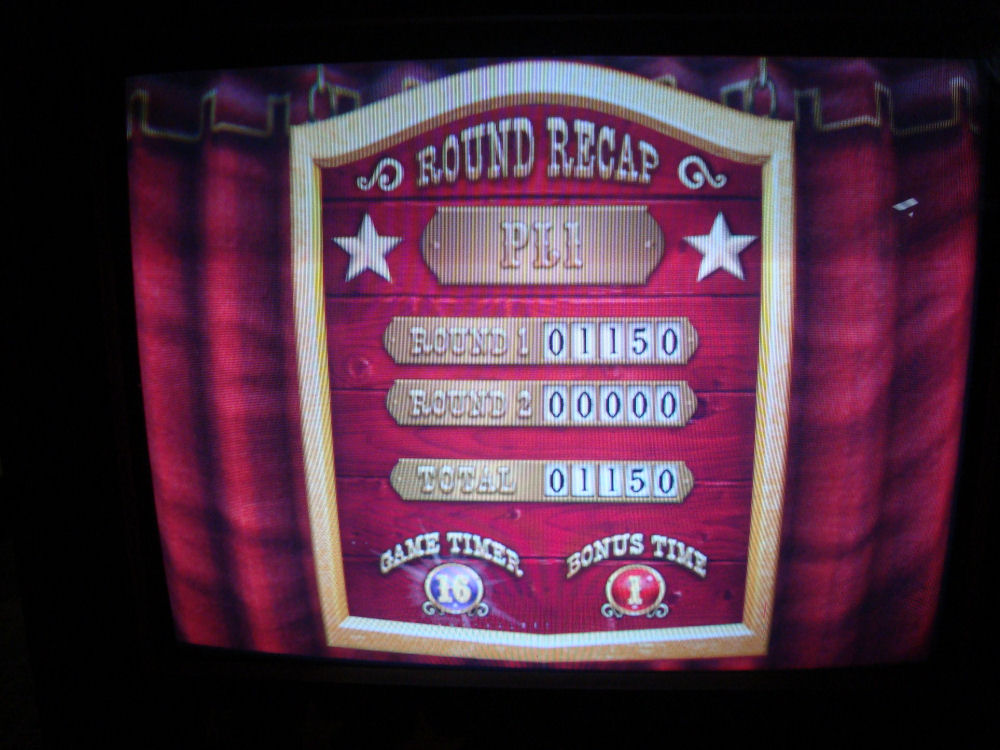 ROUND RECAP
PL1
ROUND 1 01150
ROUND 2 00000
TOTAL 01150
GAME TIMER BONUS TIME
16 1